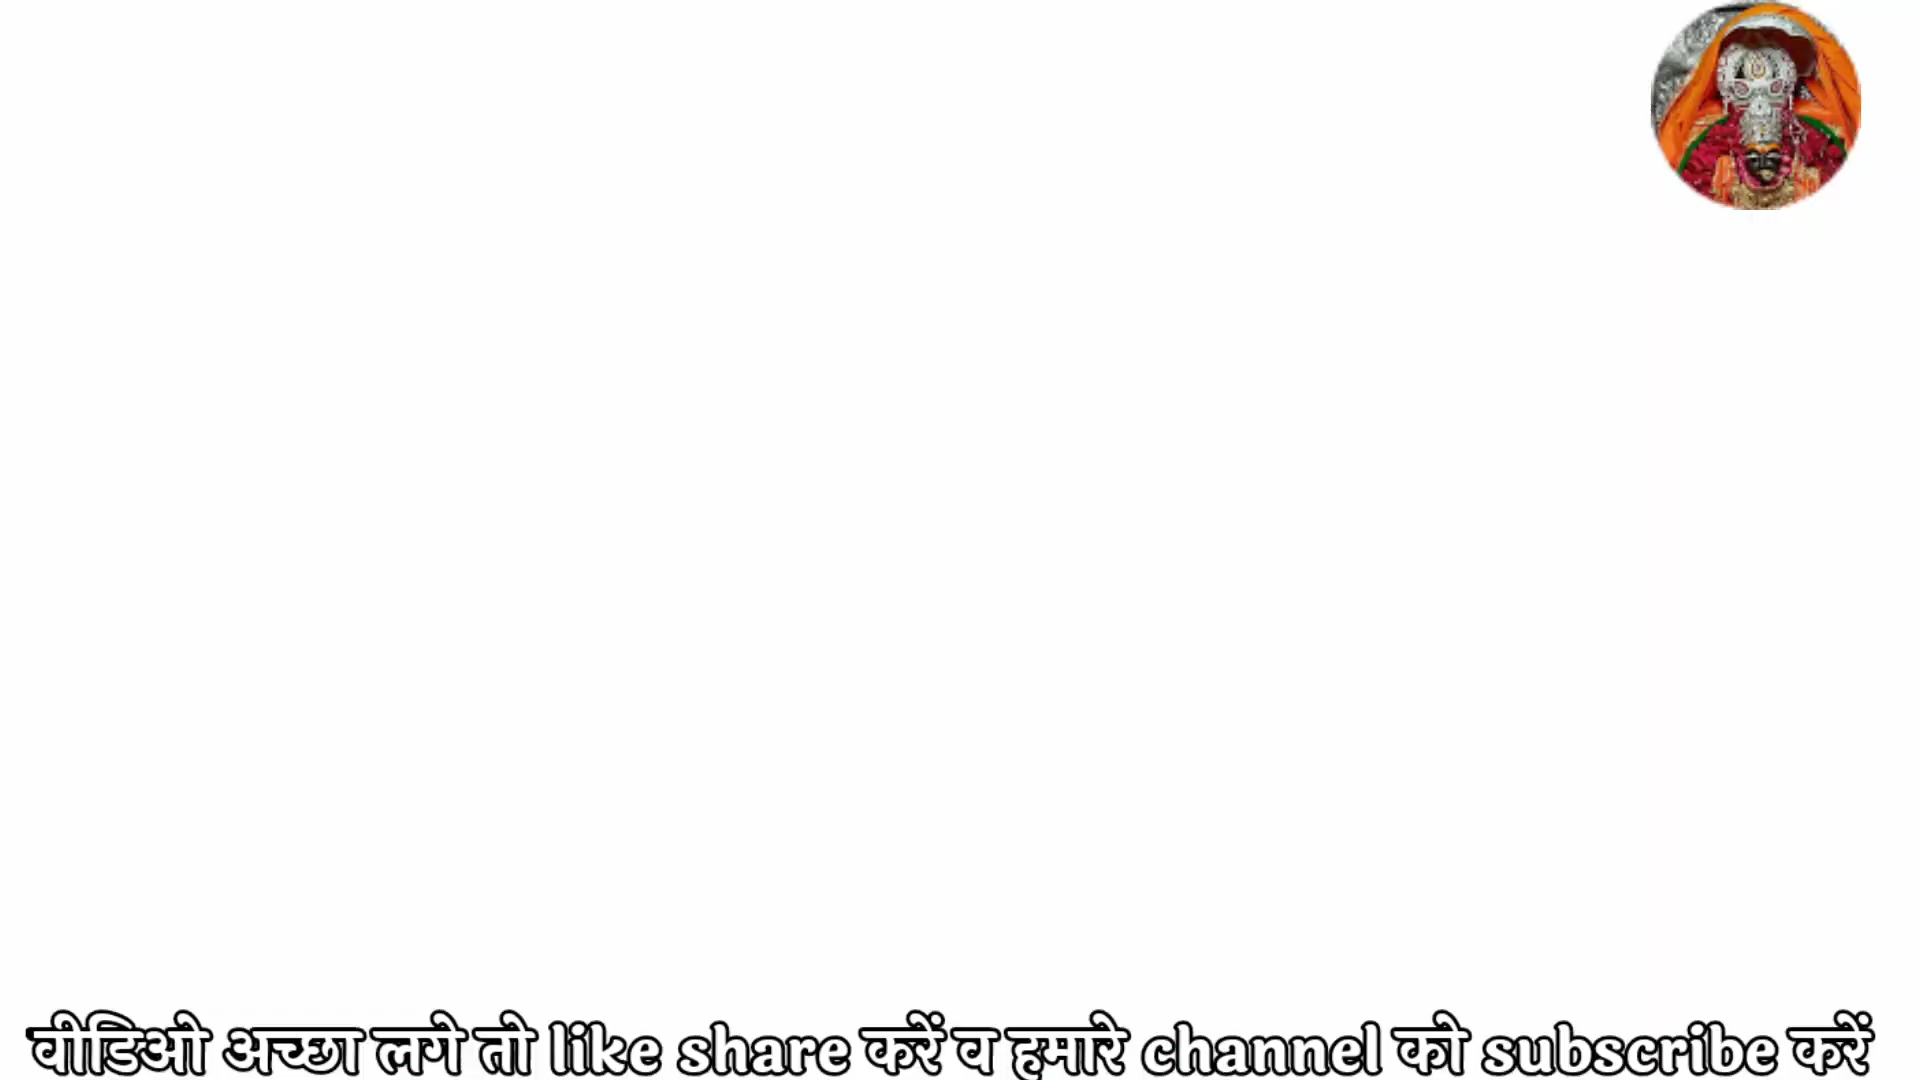 वीडिओ अच्छा लगे तो like share करें व हमारे channel को subscribe करें